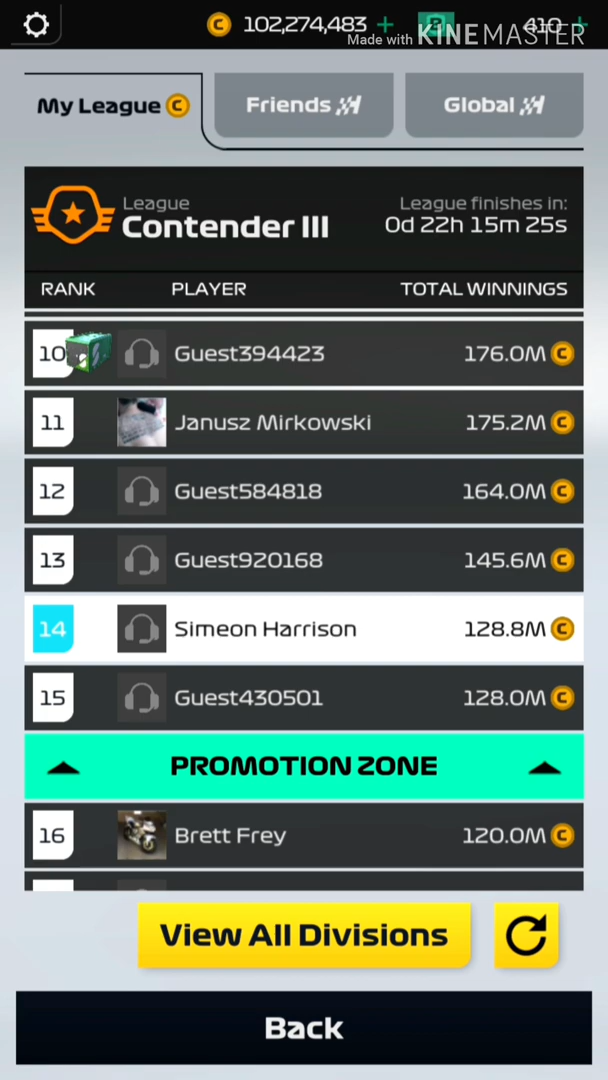 102,274,483 + 410 +
Made with KINEMASTER
My League C Friends Global
League
Contender III
League finishes in:
0d 22h 15m 25s
RANK PLAYER TOTAL WINNINGS
10 Guest394423 176.0M C
11 Janusz Mirkowski 175.2M C
12 Guest584818 164.0M C
13 Guest920168 145.6M C
14 Simeon Harrison 128.8M C
15 Guest430501 128.0M C
PROMOTION ZONE
16 Brett Frey 120.0M C
View All Divisions
Back